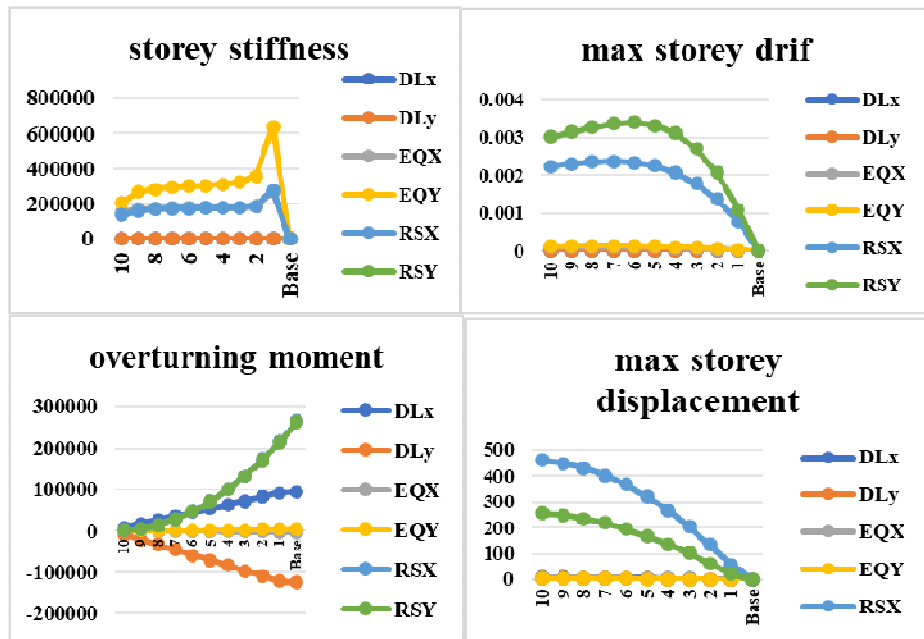 storey stiffness
800000
600000
400000
200000
0
10
8
6
4
2
Base
DLx
DLy
EQX
EQY
RSX
RSY
max storey drif
0.004
0.003
0.002
0.001
0
10
9
8
7
6
5
4
3
2
1
Base
DLx
DLy
EQX
EQY
RSX
RSY
overturning moment
300000
200000
100000
0
-100000
-200000
10
9
8
7
6
5
4
3
2
1
Base
DLx
DLy
EQX
EQY
RSX
RSY
max storey
displacement
500
400
300
200
100
0
10
9
8
7
6
5
4
3
2
1
Base
DLx
DLy
EQX
EQY
RSX